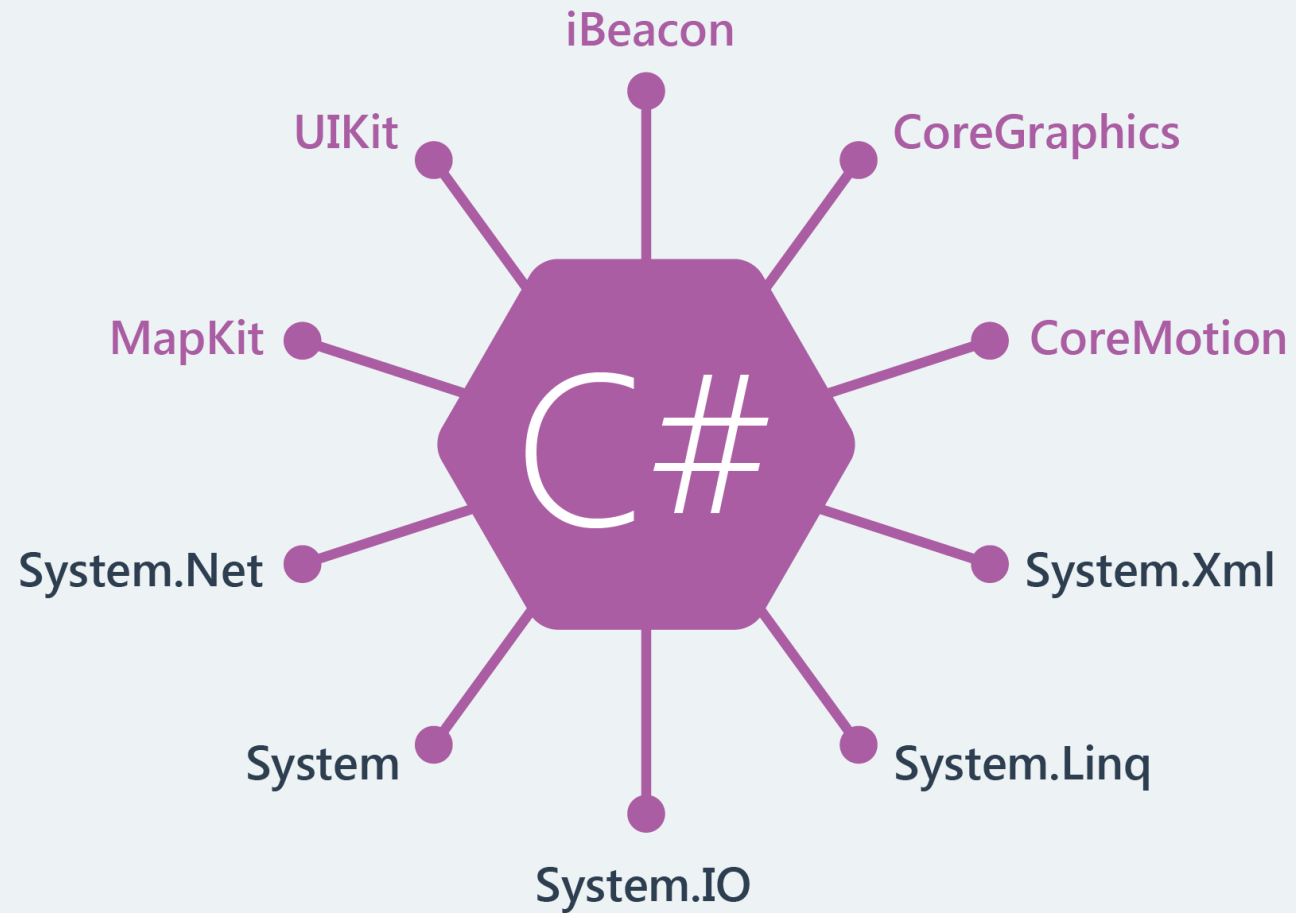 iBeacon
UIKit
CoreGraphics
MapKit
CoreMotion
C#
System.Net
System.Xml
System
System.Linq
System.IO